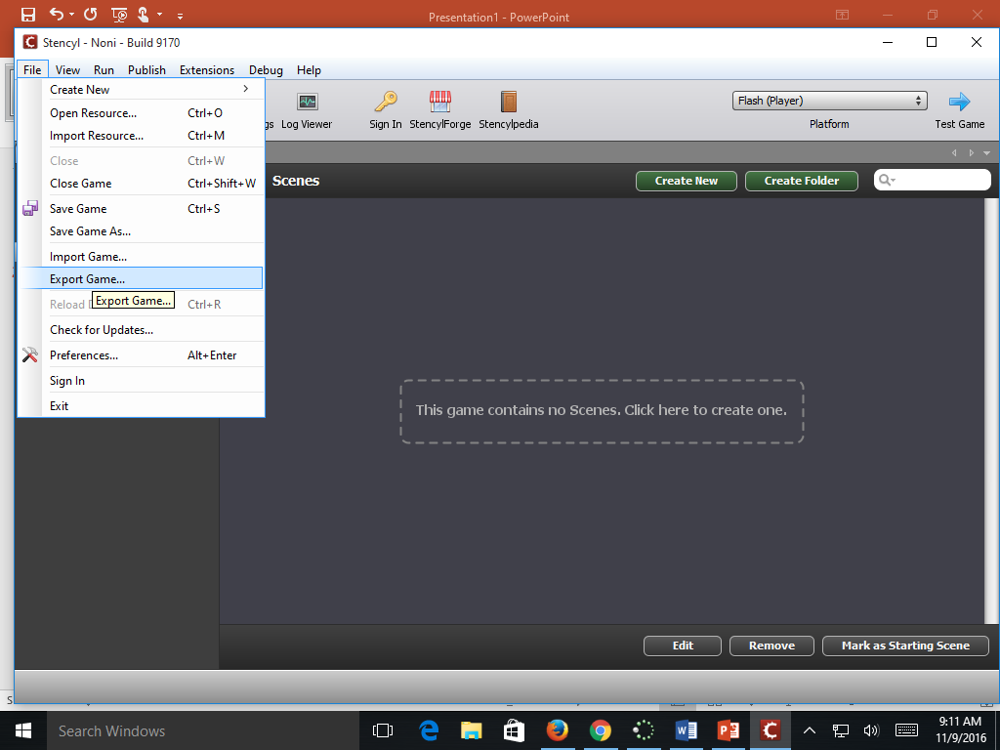 Presentation1 - PowerPoint
Stencyl - Noni - Build 9170
File View Run Publish Extensions Debug Help
Create New
Open Resource... Ctrl+O
Import Resource... Ctrl+M
Close Ctrl+W
Close Game Ctrl+Shift+W
Save Game Ctrl+S
Save Game As...
Import Game...
Export Game...
Export Game...
Reload Ctrl+R
Check for Updates...
Preferences... Alt+Enter
Sign In
Exit
Log Viewer
Sign In
StencylForge
Stencylpedia
Flash (Player)
Platform
Test Game
Scenes
Create New
Create Folder
This game contains no Scenes. Click here to create one.
Edit
Remove
Mark as Starting Scene
Search Windows
9:11 AM
11/9/2016